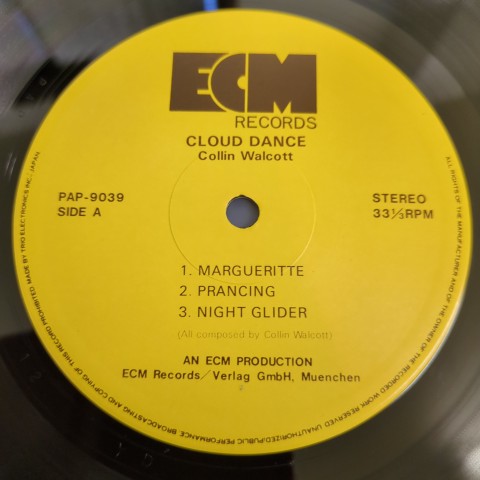 ECM
RECORDS
CLOUD DANCE
Collin Walcott
PAP-9039
SIDE A
STEREO
33⅓RPM
1. MARGUERITTE
2. PRANCING
3. NIGHT GLIDER
(All composed by Collin Walcott)
AN ECM PRODUCTION
ECM Records/Verlag GmbH, Muenchen
ALL RIGHTS OF THE MANUFACTURER AND OF THE OWNER OF THE RECORDED WORK RESERVED. UNAUTHORIZED PUBLIC PERFORMANCE BROADCASTING AND COPYING OF THIS RECORD PROHIBITED. MADE BY TRIO ELECTRONICS INC., JAPAN